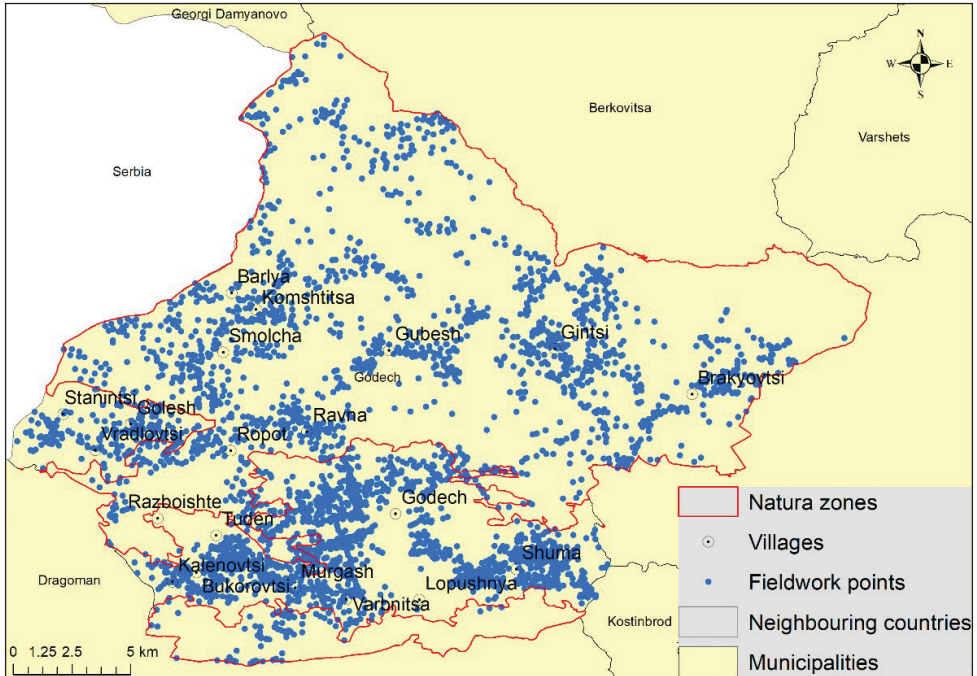 Georgi Damyanovo
N
W E
S
Berkovitsa
Varshets
Serbia
Barlya
Komshtitsa
Smolcha
Gubesh
Gintsi
Godech
Brakyovtsi
Stanintsi
Golesh
Ravna
Vradlovtsi
Ropot
Razboishte
Godech
Tuden
Shuma
Kalenovtsi
Murgash
Dragoman
Bukorovtsi
Lopushnya
Varbnitsa
Kostinbrod
Natura zones
Villages
Fieldwork points
Neighbouring countries
Municipalities
0 1.25 2.5 5 km